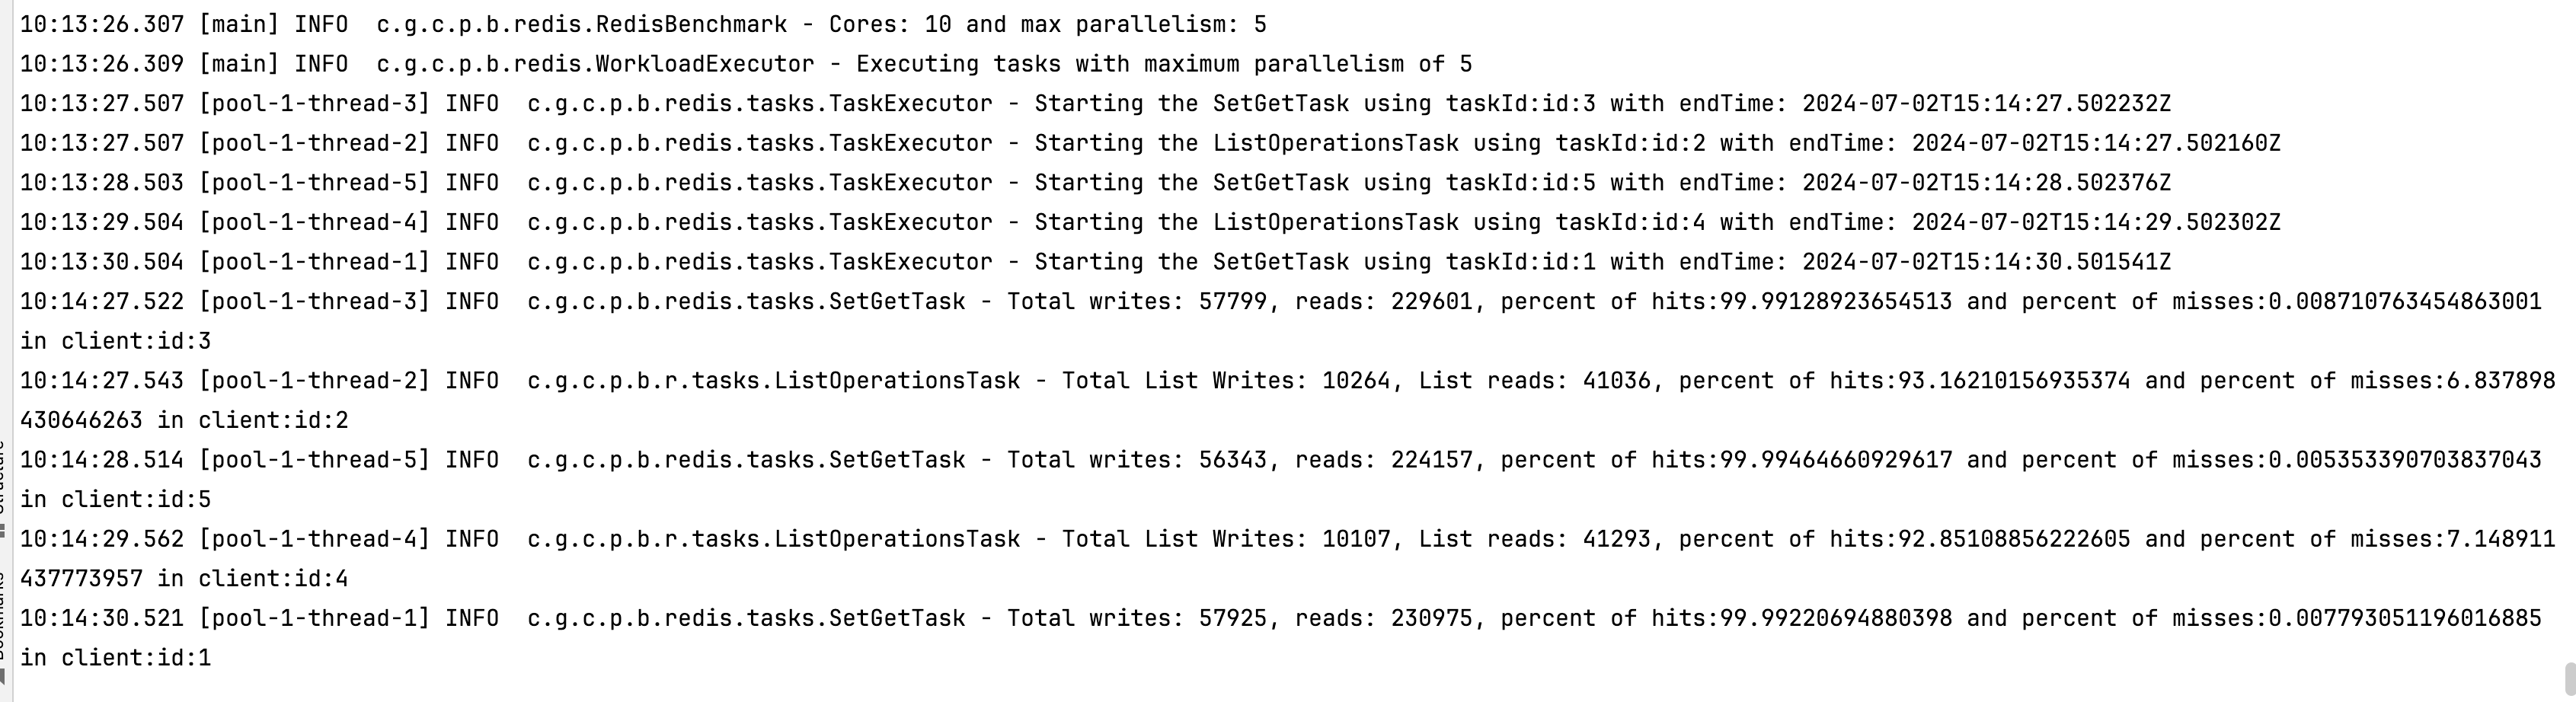 10:13:26.307 [main] INFO  c.g.c.p.b.redis.RedisBenchmark - Cores: 10 and max parallelism: 5
10:13:26.309 [main] INFO  c.g.c.p.b.redis.WorkloadExecutor - Executing tasks with maximum parallelism of 5
10:13:27.507 [pool-1-thread-3] INFO  c.g.c.p.b.redis.tasks.TaskExecutor - Starting the SetGetTask using taskId:id:3 with endTime: 2024-07-02T15:14:27.502232Z
10:13:27.507 [pool-1-thread-2] INFO  c.g.c.p.b.redis.tasks.TaskExecutor - Starting the ListOperationsTask using taskId:id:2 with endTime: 2024-07-02T15:14:27.502160Z
10:13:28.503 [pool-1-thread-5] INFO  c.g.c.p.b.redis.tasks.TaskExecutor - Starting the SetGetTask using taskId:id:5 with endTime: 2024-07-02T15:14:28.502376Z
10:13:29.504 [pool-1-thread-4] INFO  c.g.c.p.b.redis.tasks.TaskExecutor - Starting the ListOperationsTask using taskId:id:4 with endTime: 2024-07-02T15:14:29.502302Z
10:13:30.504 [pool-1-thread-1] INFO  c.g.c.p.b.redis.tasks.TaskExecutor - Starting the SetGetTask using taskId:id:1 with endTime: 2024-07-02T15:14:30.501541Z
10:14:27.522 [pool-1-thread-3] INFO  c.g.c.p.b.redis.tasks.SetGetTask - Total writes: 57799, reads: 229601, percent of hits:99.99128923654513 and percent of misses:0.008710763454863001
in client:id:3
10:14:27.543 [pool-1-thread-2] INFO  c.g.c.p.b.r.tasks.ListOperationsTask - Total List Writes: 10264, List reads: 41036, percent of hits:93.16210156935374 and percent of misses:6.837898
430646263 in client:id:2
10:14:28.514 [pool-1-thread-5] INFO  c.g.c.p.b.redis.tasks.SetGetTask - Total writes: 56343, reads: 224157, percent of hits:99.99464660929617 and percent of misses:0.005353390703837043
in client:id:5
10:14:29.562 [pool-1-thread-4] INFO  c.g.c.p.b.r.tasks.ListOperationsTask - Total List Writes: 10107, List reads: 41293, percent of hits:92.85108856222605 and percent of misses:7.148911
437773957 in client:id:4
10:14:30.521 [pool-1-thread-1] INFO  c.g.c.p.b.redis.tasks.SetGetTask - Total writes: 57925, reads: 230975, percent of hits:99.99220694880398 and percent of misses:0.007793051196016885
in client:id:1